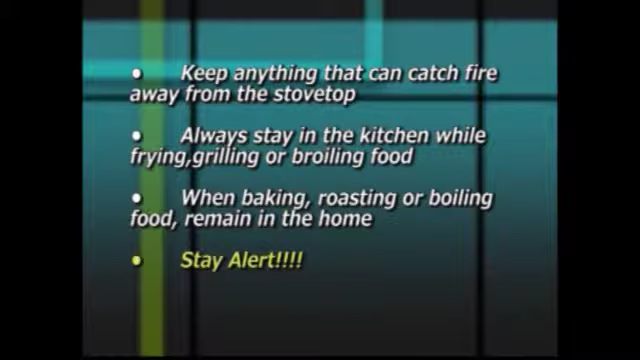 • Keep anything that can catch fire
away from the stovetop
• Always stay in the kitchen while
frying,grilling or broiling food
• When baking, roasting or boiling
food, remain in the home
• Stay Alert!!!!